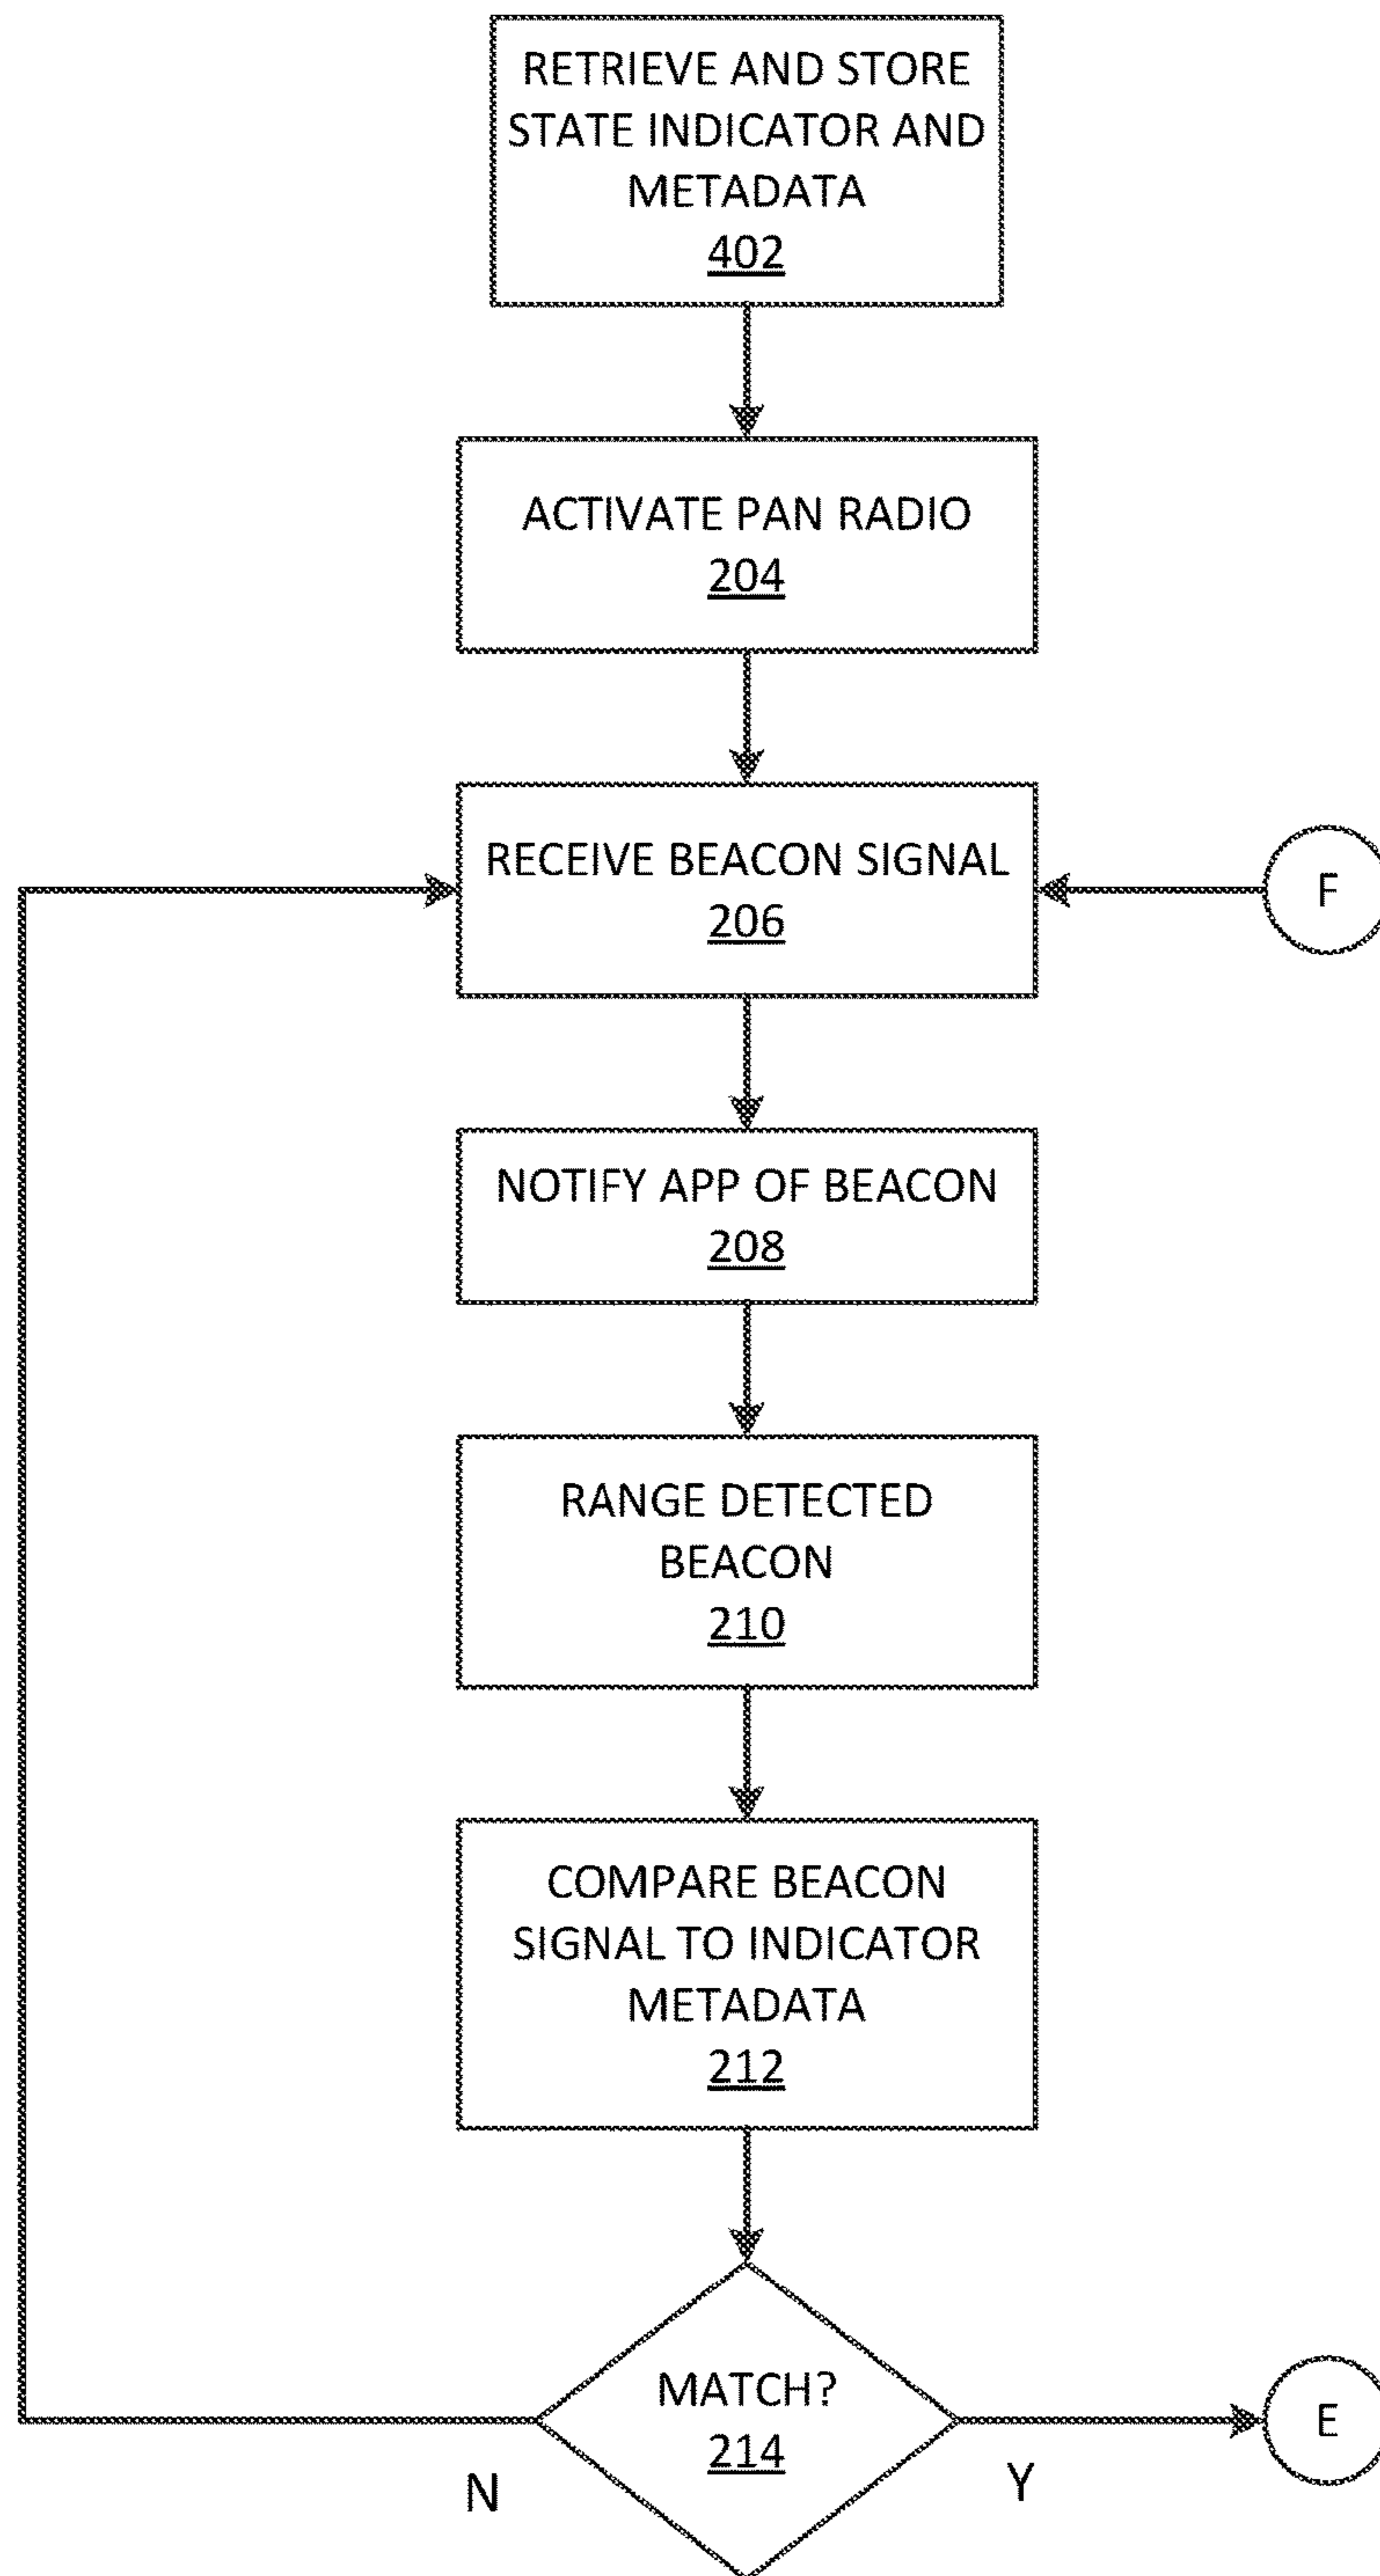 RETRIEVE AND STORE
STATE INDICATOR AND
METADATA
402
ACTIVATE PAN RADIO
204
RECEIVE BEACON SIGNAL
206
F
NOTIFY APP OF BEACON
208
RANGE DETECTED
BEACON
210
COMPARE BEACON
SIGNAL TO INDICATOR
METADATA
212
MATCH?
214
E
N
Y